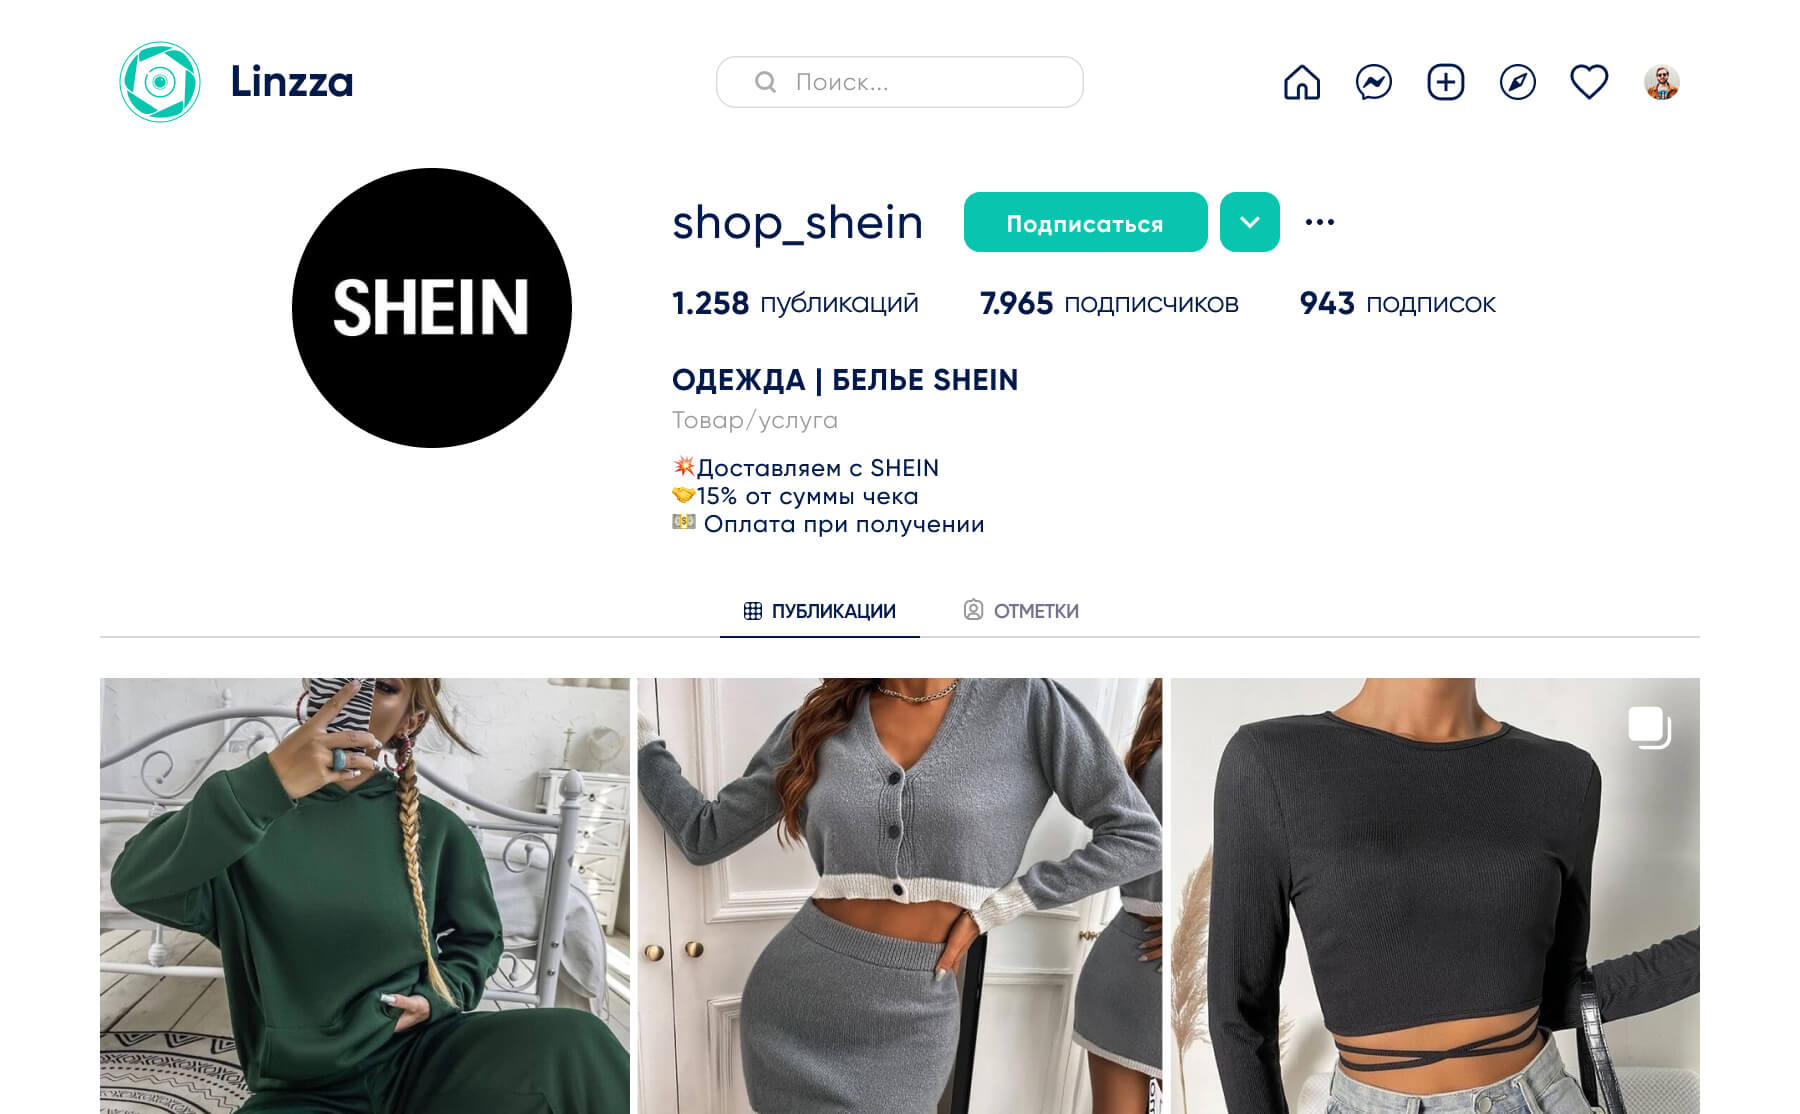 Linzza
Поиск...
shop_shein
Подписаться
SHEIN
1.258 публикаций 7.965 подписчиков 943 подписок
ОДЕЖДА | БЕЛЬЕ SHEIN
Товар/услуга
💥Доставляем с SHEIN
🤝15% от суммы чека
💵 Оплата при получении
ПУБЛИКАЦИИ ОТМЕТКИ